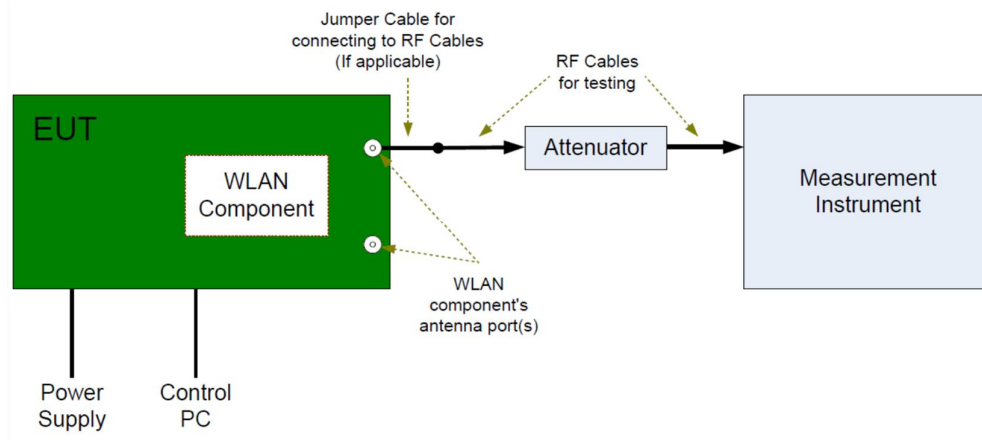 Jumper Cable for
connecting to RF Cables
(If applicable)
RF Cables
for testing
EUT
WLAN
Component
Attenuator
Measurement
Instrument
WLAN
component's
antenna port(s)
Power
Supply
Control
PC